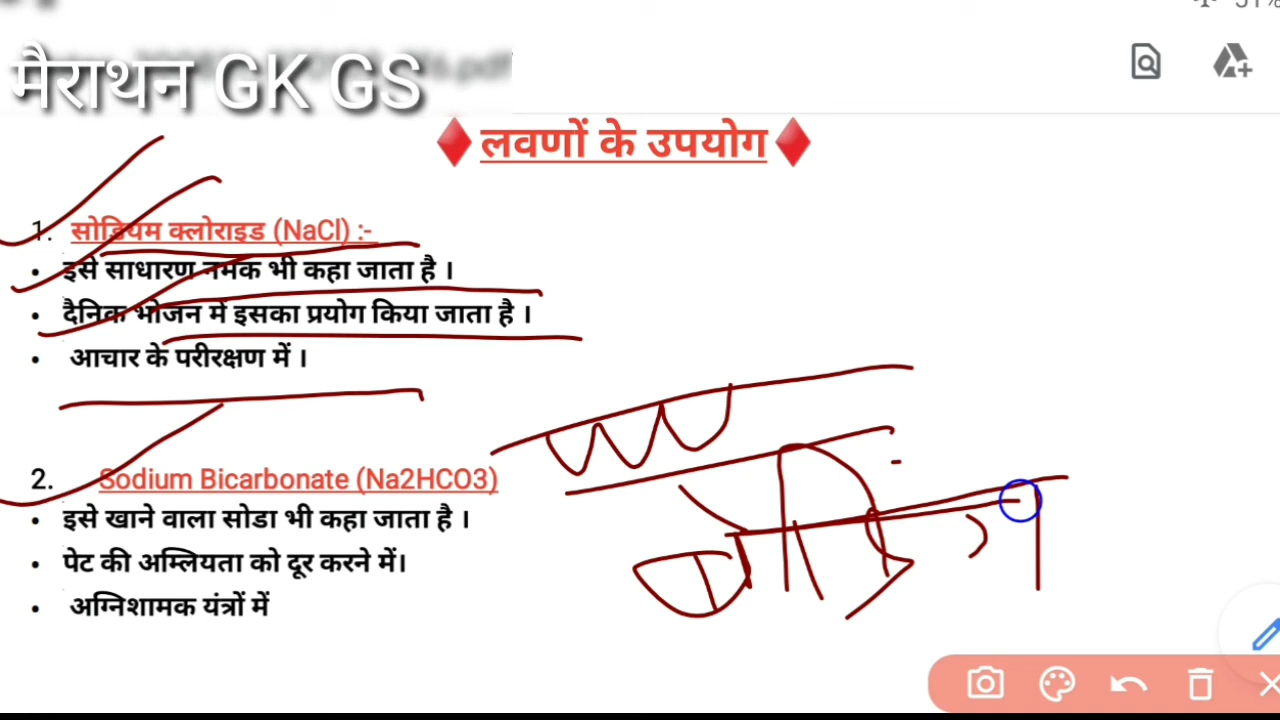 51%
मैराथन GK GS
लवणों के उपयोग
1. सोडियम क्लोराइड (NaCl) :-
• इसे साधारण नमक भी कहा जाता है ।
• दैनिक भोजन में इसका प्रयोग किया जाता है ।
• आचार के परीरक्षण में ।
2. Sodium Bicarbonate (Na2HCO3)
• इसे खाने वाला सोडा भी कहा जाता है ।
• पेट की अम्लियता को दूर करने में।
• अग्निशामक यंत्रों में